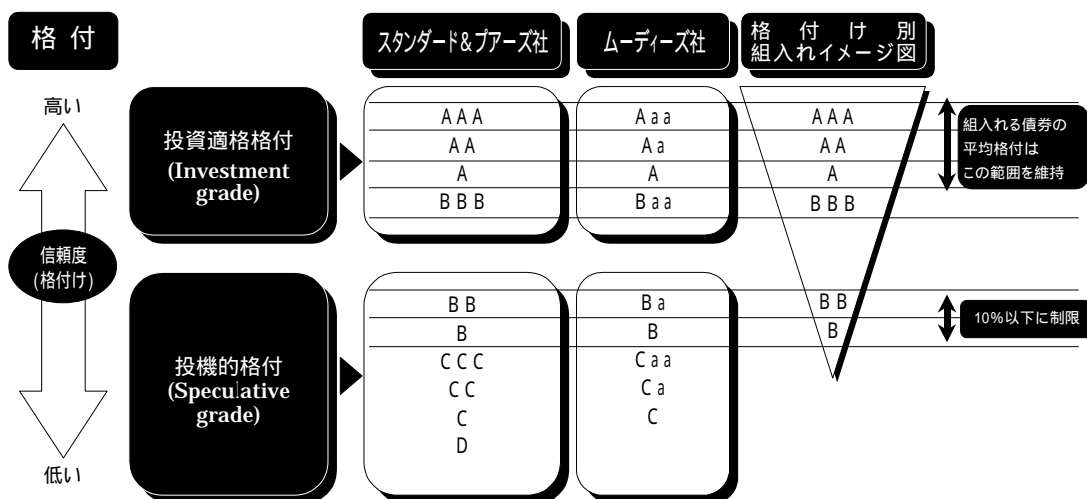 格付
スタンダード&プアーズ社
ムーディーズ社
格付け別
組入れイメージ図
高い
信頼度
(格付け)
低い
投資適格格付
(Investment
grade)
AAA
AA
A
BBB
Aaa
Aa
A
Baa
AAA
AA
A
BBB
組入れる債券の
平均格付は
この範囲を維持
投機的格付
(Speculative
grade)
BB
B
CCC
CC
C
D
Ba
B
Caa
Ca
C
BB
B
10%以下に制限